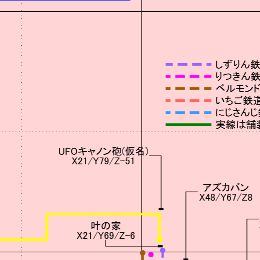 しずりん鉄
りつきん鉄
ベルモンド
いちご鉄道
にじさんじ鉄
実線は舗装
UFOキャノン砲(仮名)
X21/Y79/Z-51
アズカバン
X48/Y67/Z8
叶の家
X21/Y69/Z-6